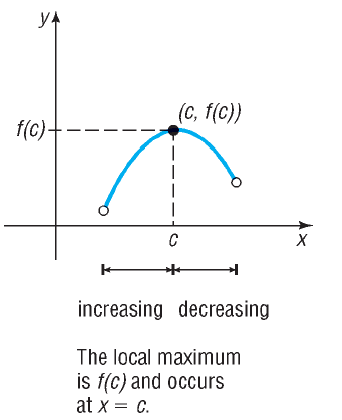 y
(c, f(c))
f(c)
c
x
increasing decreasing
The local maximum
is f(c) and occurs
at x = c.